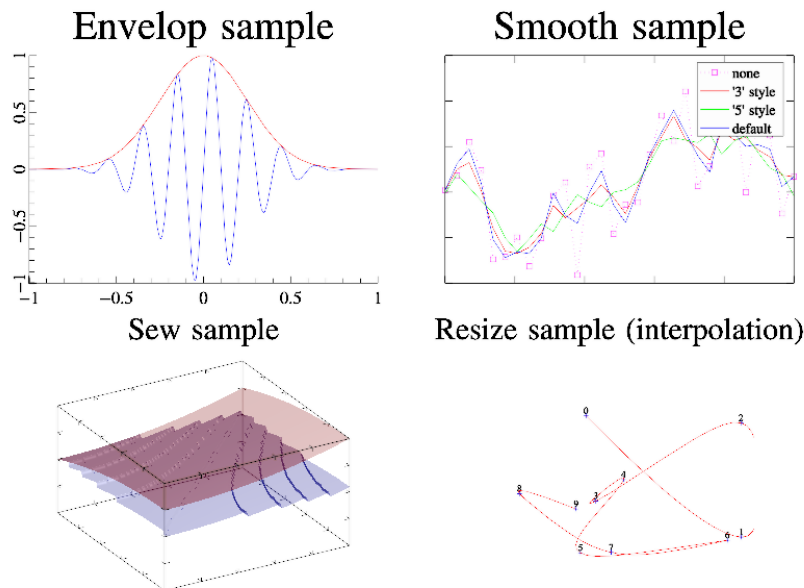 Envelop sample
1
0.5
0
−0.5
−1
−1
−0.5
0
0.5
1
Smooth sample
none
'3' style
'5' style
default
Sew sample
Resize sample (interpolation)
0
2
4
3
8
9
5
7
6
1